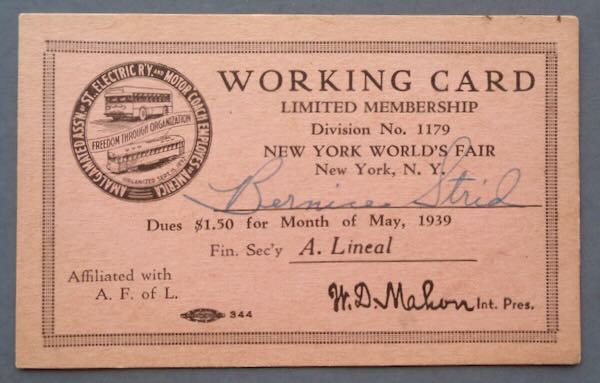 WORKING CARD
LIMITED MEMBERSHIP
Division No. 1179
NEW YORK WORLD'S FAIR
New York, N. Y.
Bernice Strid
Dues $1.50 for Month of May, 1939
Fin. Sec'y A. Lineal
Affiliated with
A. F. of L.
W. D. Mahon Int. Pres.
344
AMALGAMATED ASS'N. OF ST. ELECTRIC R'Y. AND MOTOR COACH EMPLOYES OF AMERICA
FREEDOM THROUGH ORGANIZATION
ORGANIZED SEPT. 15, 1892